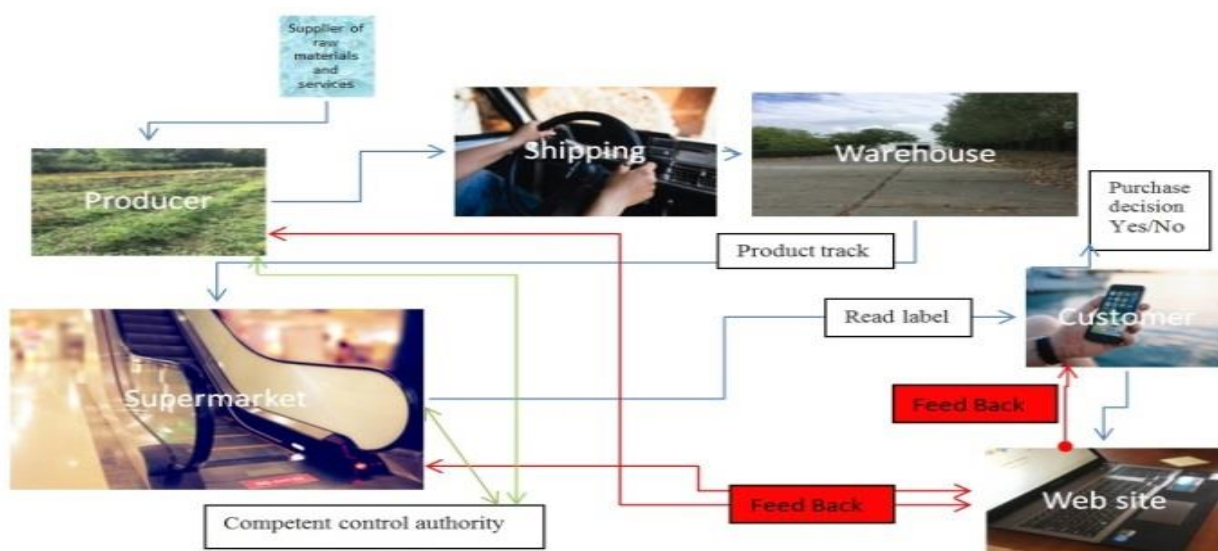 Supplier of
raw
materials
and
services
Shipping
Warehouse
Producer
Purchase
decision
Yes/No
Product track
Read label
Customer
Supermarket
Feed Back
Feed Back
Web site
Competent control authority